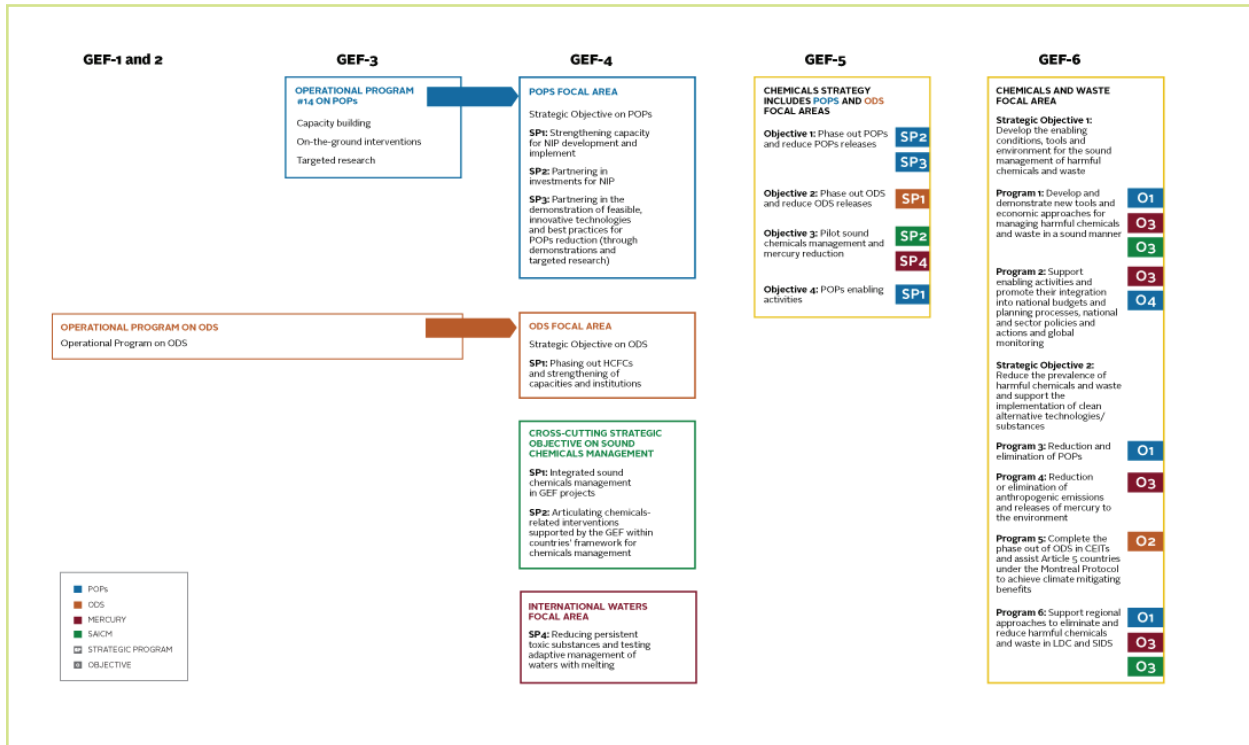 GEF-1 and 2
GEF-3
GEF-4
GEF-5
GEF-6
OPERATIONAL PROGRAM
#14 ON POPs
Capacity building
On-the-ground interventions
Targeted research
OPERATIONAL PROGRAM ON ODS
Operational Program on ODS
POPS FOCAL AREA
Strategic Objective on POPs
SP1: Strengthening capacity
for NIP development and
implement
SP2: Partnering in
investments for NIP
SP3: Partnering in the
demonstration of feasible,
innovative technologies
and best practices for
POPs reduction (through
demonstrations and
targeted research)
ODS FOCAL AREA
Strategic Objective on ODS
SP1: Phasing out HCFCs
and strengthening of
capacities and institutions
CROSS-CUTTING STRATEGIC
OBJECTIVE ON SOUND
CHEMICALS MANAGEMENT
SP1: Integrated sound
chemicals management
in GEF projects
SP2: Articulating chemicals-
related interventions
supported by the GEF within
countries' framework for
chemicals management
INTERNATIONAL WATERS
FOCAL AREA
SP4: Reducing persistent
toxic substances and testing
adaptive management of
waters with melting
CHEMICALS STRATEGY
INCLUDES POPS AND ODS
FOCAL AREAS
Objective 1: Phase out POPs
and reduce POPs releases
SP2
SP3
Objective 2: Phase out ODS
and reduce ODS releases
SP1
Objective 3: Pilot sound
chemicals management and
mercury reduction
SP2
SP4
Objective 4: POPs enabling
activities
SP1
CHEMICALS AND WASTE
FOCAL AREA
Strategic Objective 1:
Develop the enabling
conditions, tools and
environment for the sound
management of harmful
chemicals and waste
Program 1: Develop and
demonstrate new tools and
economic approaches for
managing harmful chemicals
and waste in a sound manner
O1
O3
O3
Program 2: Support
enabling activities and
promote their integration
into national budgets and
planning processes, national
and sector policies and
actions and global
monitoring
O3
O4
Strategic Objective 2:
Reduce the prevalence of
harmful chemicals and waste
and support the
implementation of clean
alternative technologies/
substances
Program 3: Reduction and
elimination of POPs
O1
Program 4: Reduction
or elimination of
anthropogenic emissions
and releases of mercury to
the environment
O3
Program 5: Complete the
phase out of ODS in CEITs
and assist Article 5 countries
under the Montreal Protocol
to achieve climate mitigating
benefits
O2
Program 6: Support regional
approaches to eliminate and
reduce harmful chemicals
and waste in LDC and SIDS
O1
O3
O3
POPs
ODS
MERCURY
SAICM
SP STRATEGIC PROGRAM
O OBJECTIVE